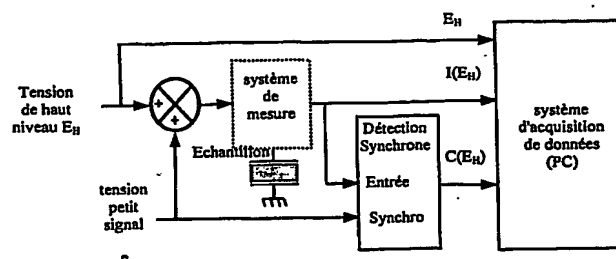 E_H
Tension
de haut
niveau E_H
+
+
système
de
mesure
I(E_H)
Echantillon
Détection
Synchrone
Entrée
Synchro
C(E_H)
système
d'acquisition
de données
(PC)
tension
petit
signal